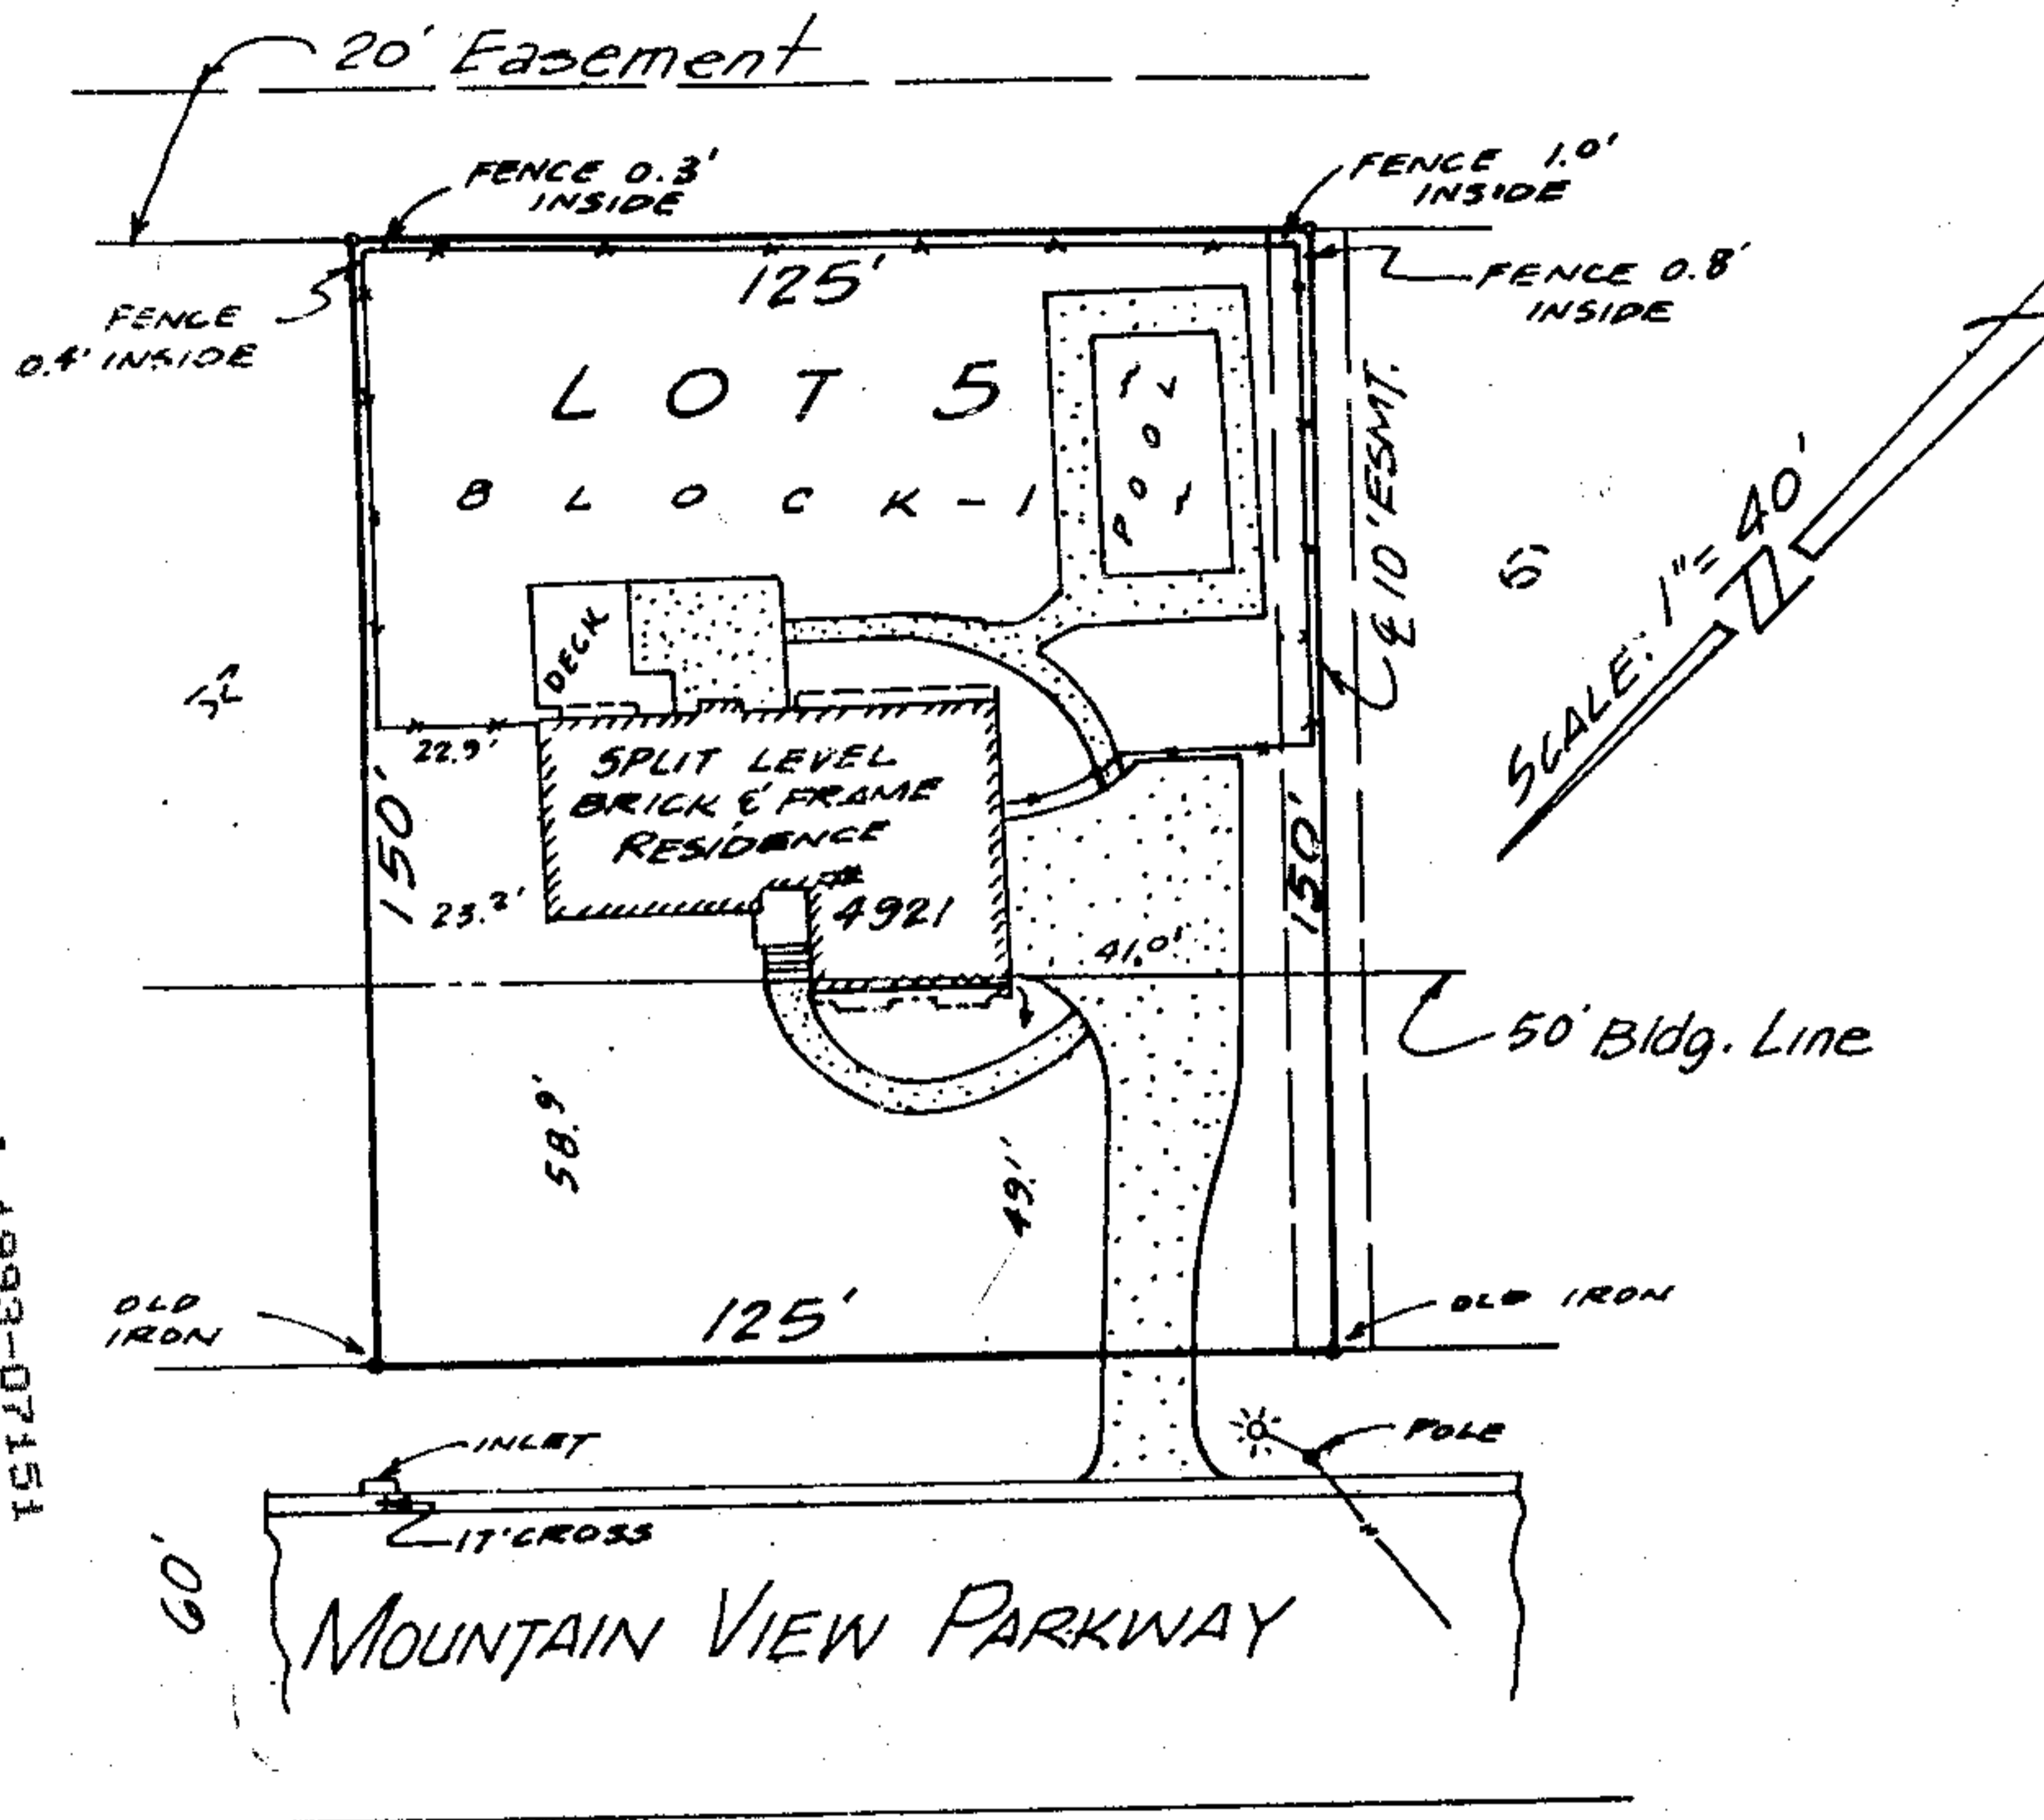 20' Easement
FENCE 0.3'
INSIDE
FENCE 1.0'
INSIDE
FENCE
0.4' INSIDE
FENCE 0.8'
INSIDE
125'
LOT 5
BLOCK-1
Pool
℄ 10' ESMT.
6
SCALE: 1"= 40'
4
DECK
22.9'
SPLIT LEVEL
BRICK & FRAME
RESIDENCE
4921
150'
23.2'
150'
41.0'
50' Bldg. Line
58.9'
49.'
125'
OLD
IRON
OLD IRON
INLET
POLE
60'
MOUNTAIN VIEW PARKWAY